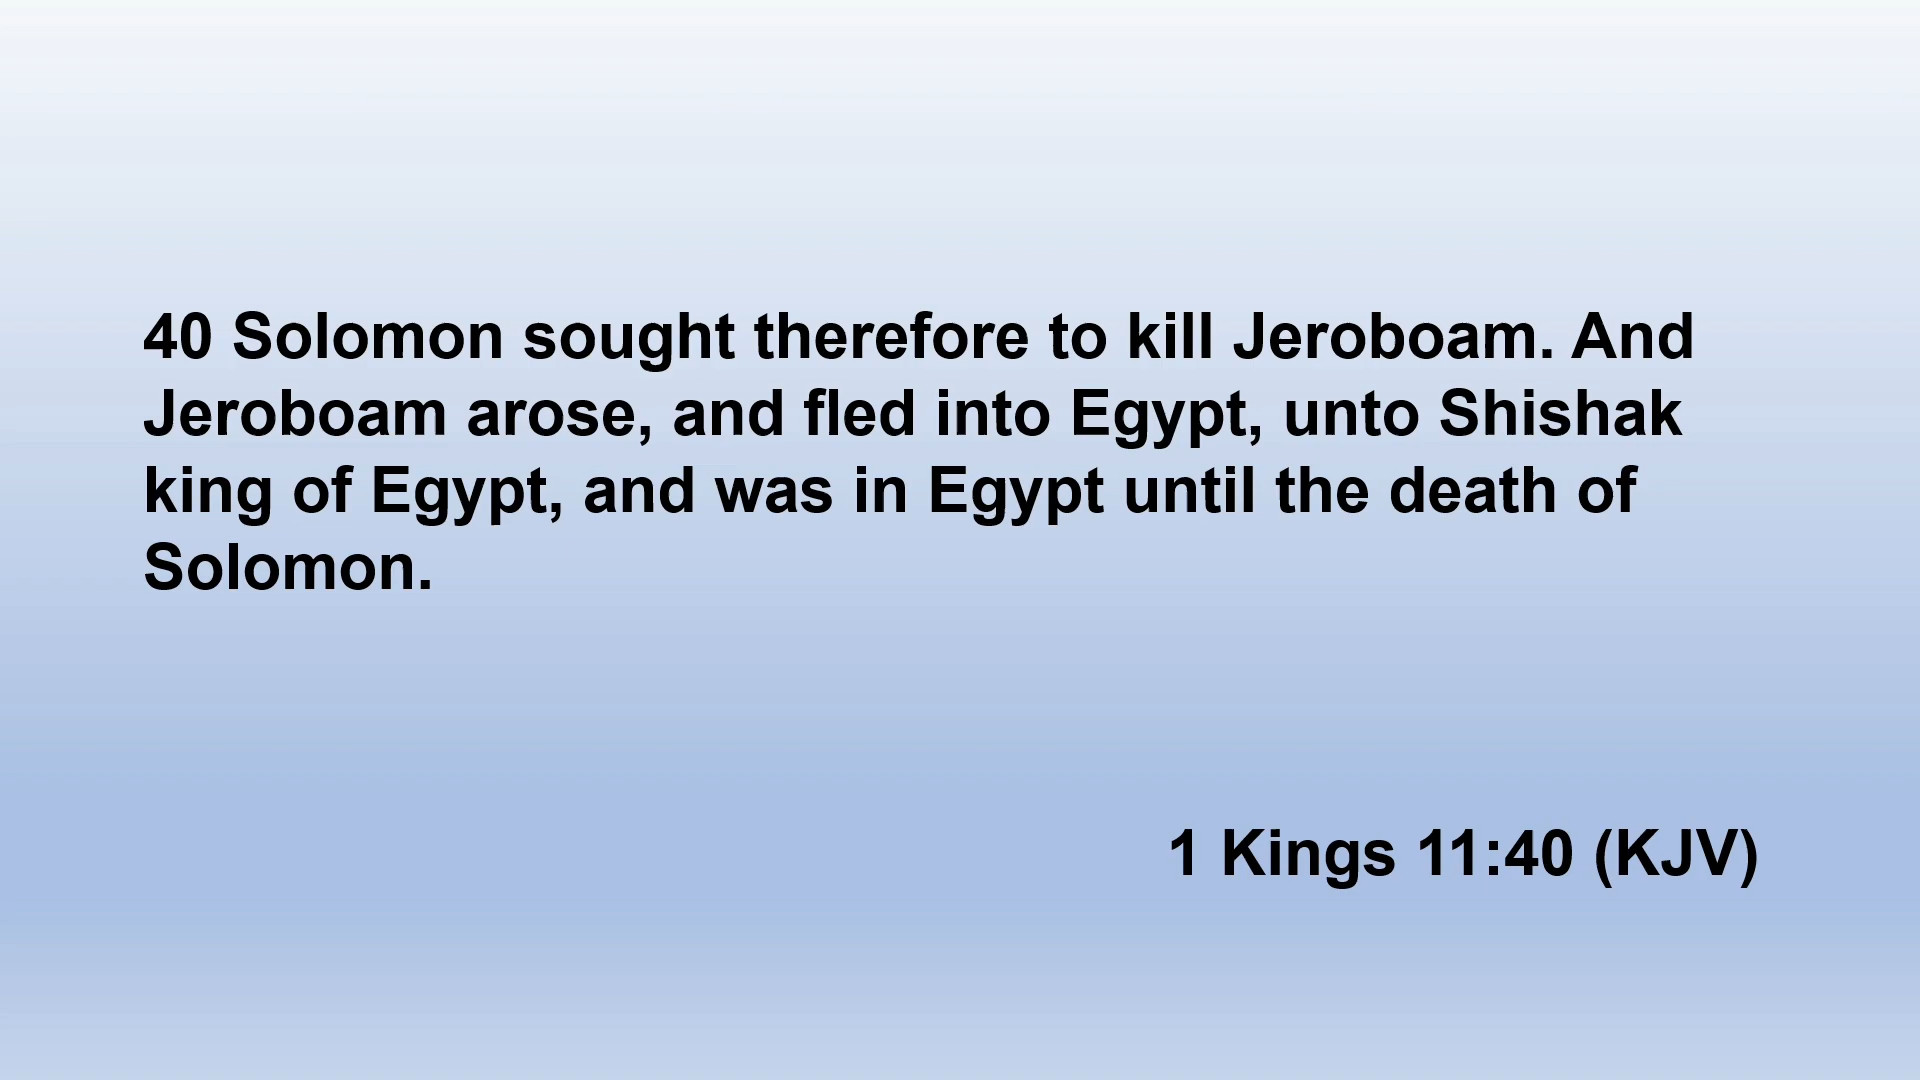 40 Solomon sought therefore to kill Jeroboam. And
Jeroboam arose, and fled into Egypt, unto Shishak
king of Egypt, and was in Egypt until the death of
Solomon.
1 Kings 11:40 (KJV)